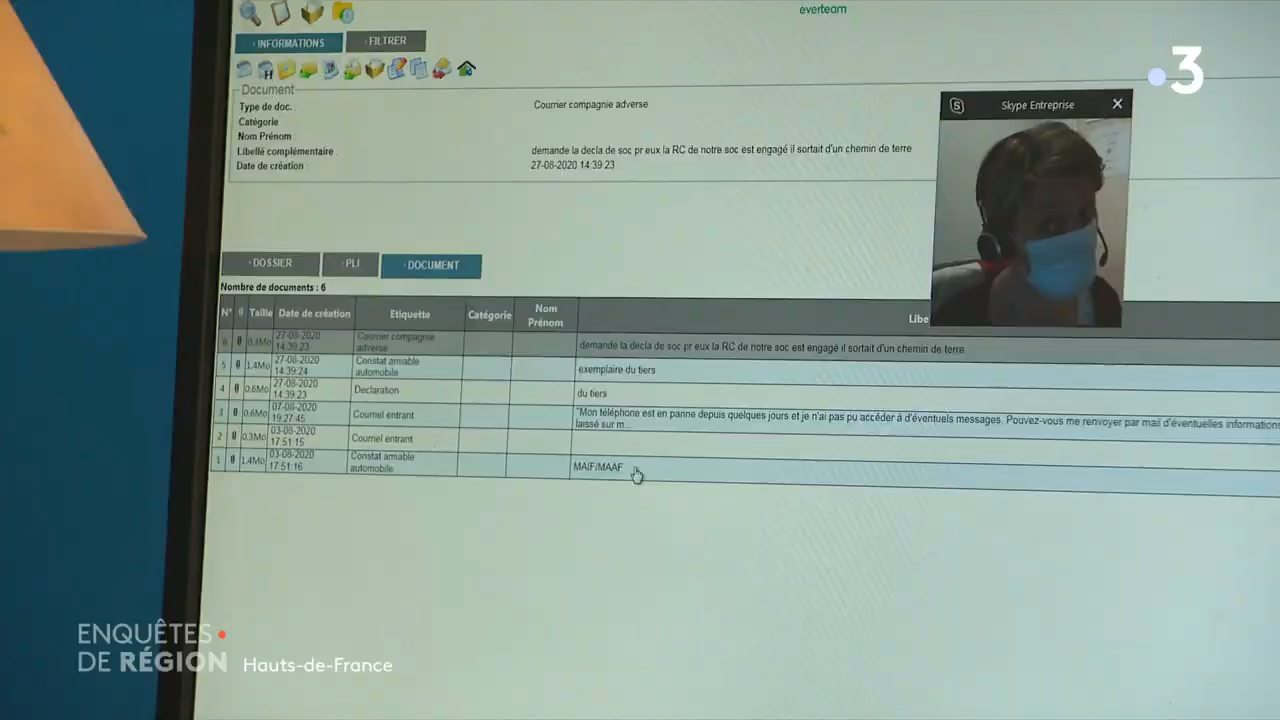 everteam
INFORMATIONS
FILTRER
3
Document
Type de doc. :
Courrier compagnie adverse
Catégorie
Nom Prénom :
Libellé complémentaire :
demande la decla de soc pr eux la RC de notre soc est engagé il sortait d'un chemin de terre
Date de création :
27-08-2020 14:39:23
Skype Entreprise
DOSSIER
PLI
DOCUMENT
Nombre de documents : 6
N° Taille Date de création Etiquette Catégorie Nom Prénom Libe
6 0.3Mo 27-08-2020 14:39:23 Courrier compagnie adverse demande la decla de soc pr eux la RC de notre soc est engagé il sortait d'un chemin de terre
5 1.4Mo 27-08-2020 14:39:24 Constat amiable automobile exemplaire du tiers
4 0.6Mo 27-08-2020 14:39:23 Declaration du tiers
3 0.6Mo 07-08-2020 19:27:45 Courriel entrant "Mon téléphone est en panne depuis quelques jours et je n'ai pas pu accéder à d'éventuels messages. Pouvez-vous me renvoyer par mail d'éventuelles informations
laissé sur m...
2 0.3Mo 03-08-2020 17:51:15 Courriel entrant
1 1.4Mo 03-08-2020 17:51:16 Constat amiable automobile MAIF/MAAF
ENQUÊTES
DE RÉGION Hauts-de-France